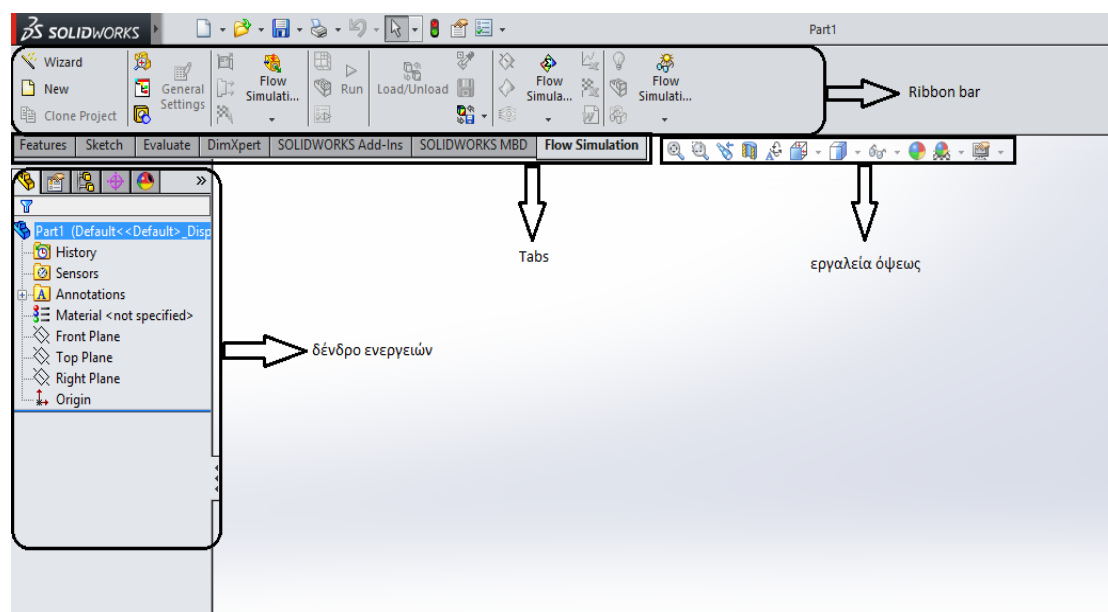 SOLIDWORKS
Part1
Wizard
New
Clone Project
General
Settings
Flow
Simulati...
Run
Load/Unload
Flow
Simula...
Flow
Simulati...
Ribbon bar
Features Sketch Evaluate DimXpert SOLIDWORKS Add-Ins SOLIDWORKS MBD Flow Simulation
Part1 (Default<<Default>_Disp
History
Sensors
A Annotations
Material <not specified>
Front Plane
Top Plane
Right Plane
Origin
Tabs
εργαλεία όψεως
δένδρο ενεργειών